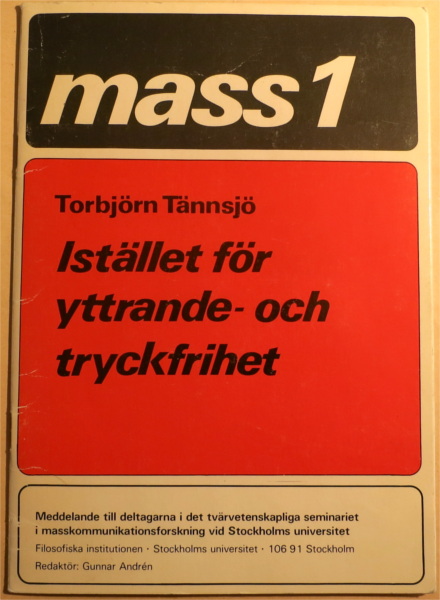 mass 1
Torbjörn Tännsjö
Istället för
yttrande- och
tryckfrihet
Meddelande till deltagarna i det tvärvetenskapliga seminariet
i masskommunikationsforskning vid Stockholms universitet
Filosofiska institutionen · Stockholms universitet · 106 91 Stockholm
Redaktör: Gunnar Andrén